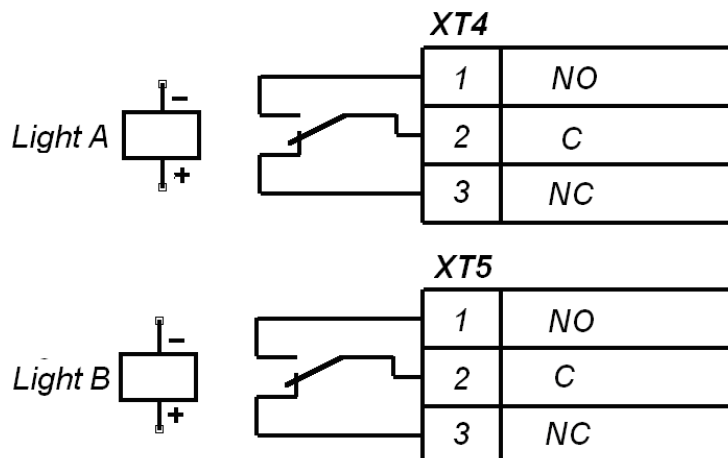 XT4
1 NO
-
Light A
2 C
+
3 NC
XT5
1 NO
-
Light B
2 C
+
3 NC